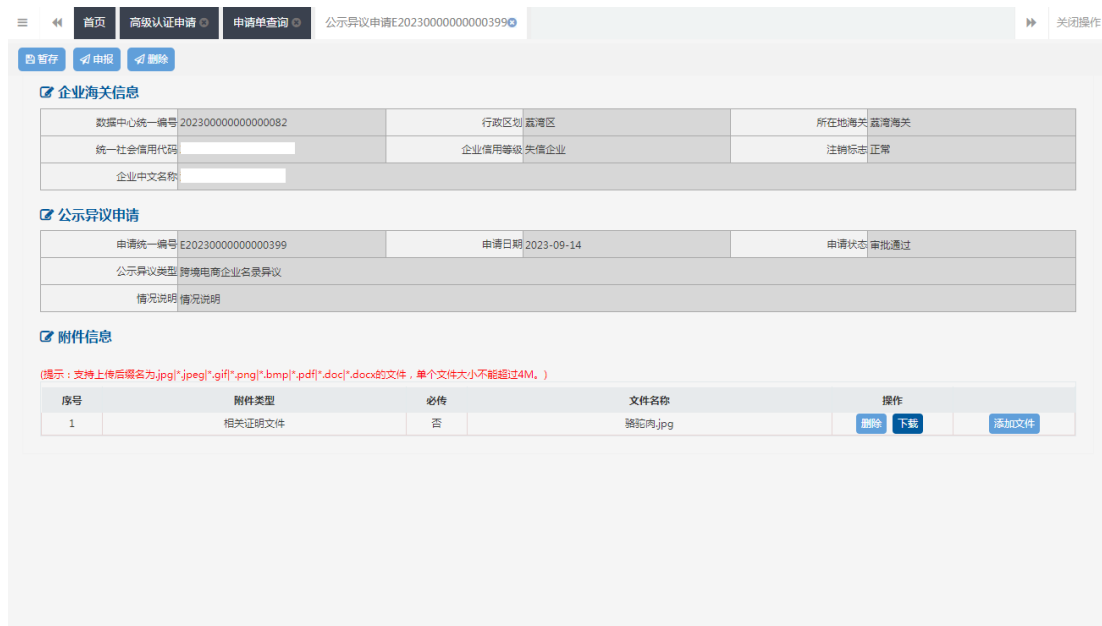 首页 高级认证申请 申请单查询 公示异议申请E20230000000000399 关闭操作
暂存 申报 删除
企业海关信息
数据中心统一编号 202300000000000082 行政区划 荔湾区 所在地海关 荔湾海关
统一社会信用代码 企业信用等级 失信企业 注销标志 正常
企业中文名称
公示异议申请
申请统一编号 E20230000000000399 申请日期 2023-09-14 申请状态 审批通过
公示异议类型 跨境电商企业名录异议
情况说明 情况说明
附件信息
(提示：支持上传后缀名为.jpg|*.jpeg|*.gif|*.png|*.bmp|*.pdf|*.doc|*.docx的文件，单个文件大小不能超过4M。)
序号 附件类型 必传 文件名称 操作
1 相关证明文件 否 骆驼肉.jpg 删除 下载 添加文件